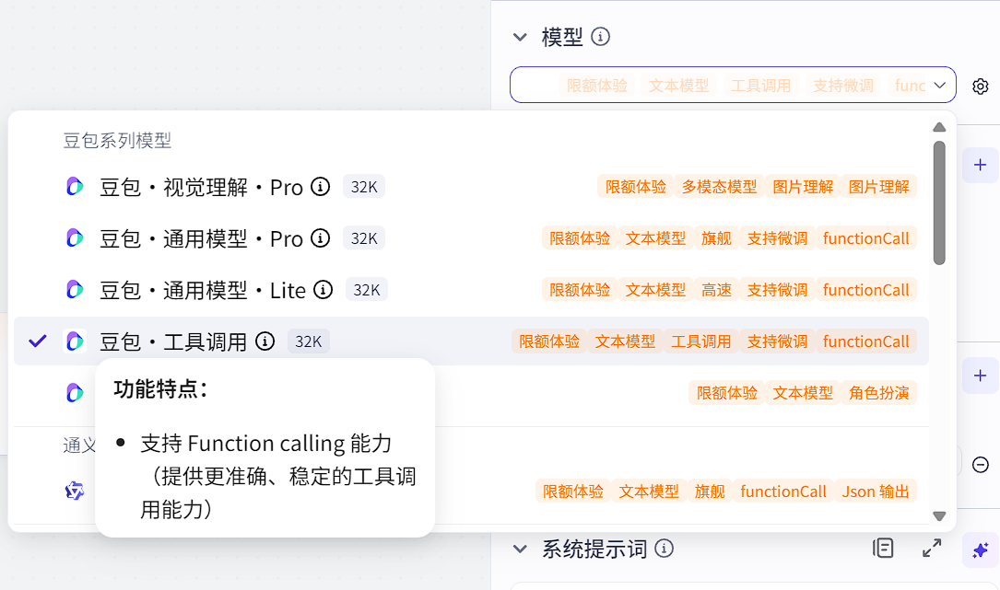 模型
限额体验 文本模型 工具调用 支持微调 func
豆包系列模型
豆包・视觉理解・Pro 32K 限额体验 多模态模型 图片理解 图片理解
豆包・通用模型・Pro 32K 限额体验 文本模型 旗舰 支持微调 functionCall
豆包・通用模型・Lite 32K 限额体验 文本模型 高速 支持微调 functionCall
豆包・工具调用 32K 限额体验 文本模型 工具调用 支持微调 functionCall
功能特点：
限额体验 文本模型 角色扮演
通义
支持 Function calling 能力
（提供更准确、稳定的工具调
用能力）
限额体验 文本模型 旗舰 functionCall Json 输出
系统提示词